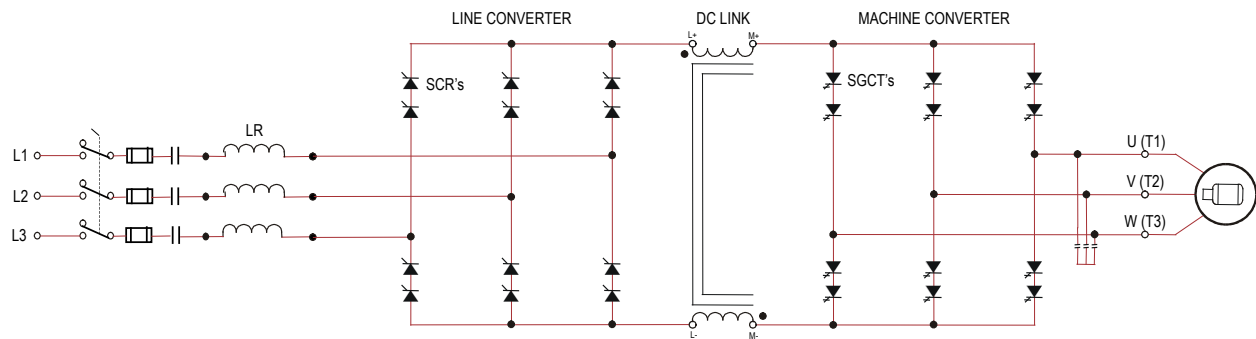 LINE CONVERTER
DC LINK
MACHINE CONVERTER
L+
M+
SCR's
SGCT's
LR
L1
L2
L3
U (T1)
V (T2)
W (T3)
L-
M-